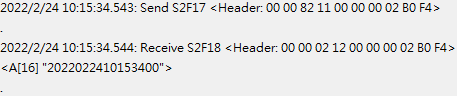 2022/2/24 10:15:34.543: Send S2F17 <Header: 00 00 82 11 00 00 00 02 B0 F4>
.
2022/2/24 10:15:34.544: Receive S2F18 <Header: 00 00 02 12 00 00 00 02 B0 F4>
<A[16] "2022022410153400">
.